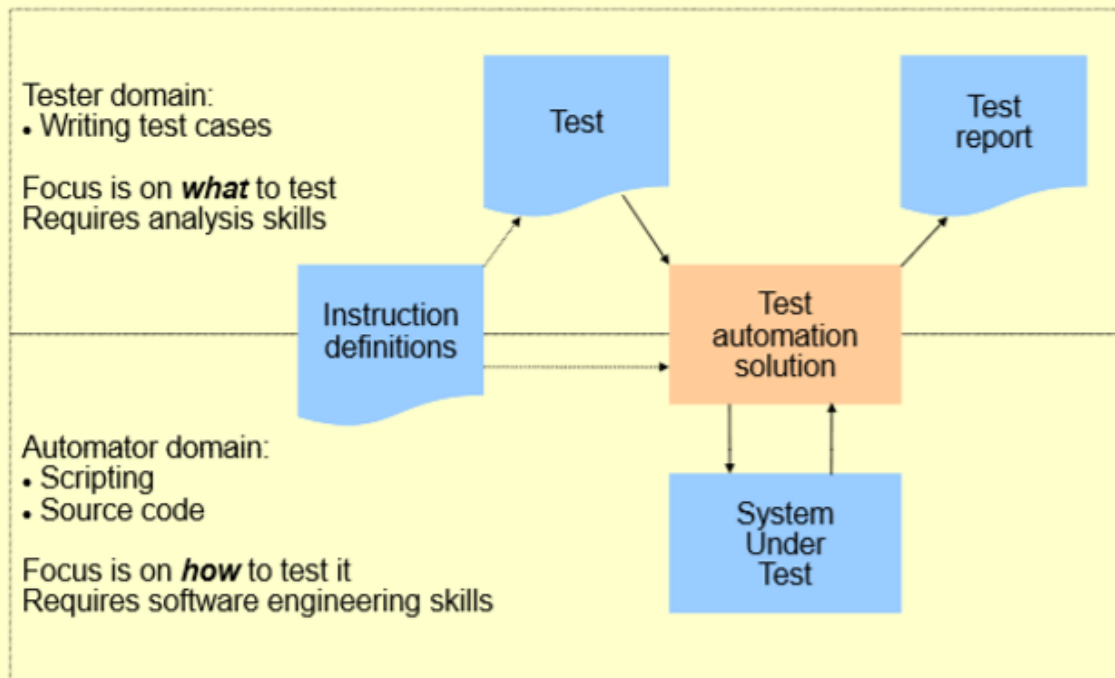 Tester domain:
• Writing test cases
Focus is on what to test
Requires analysis skills
Test
Test
report
Instruction
definitions
Test
automation
solution
Automator domain:
• Scripting
• Source code
Focus is on how to test it
Requires software engineering skills
System
Under
Test